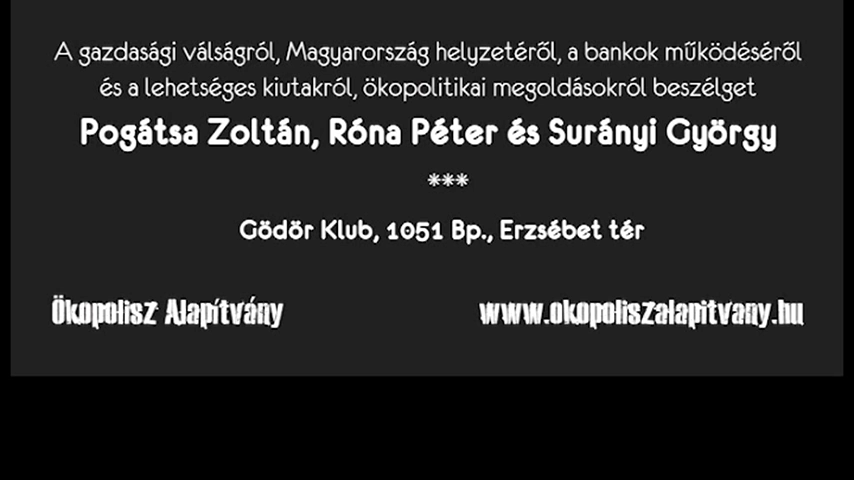 A gazdasági válságról, Magyarország helyzetéről, a bankok működéséről
és a lehetséges kiutakról, ökopolitikai megoldásokról beszélget
Pogátsa Zoltán, Róna Péter és Surányi György
***
Gödör Klub, 1051 Bp., Erzsébet tér
Ökopolisz Alapítvány
www.okopoliszalapitvany.hu